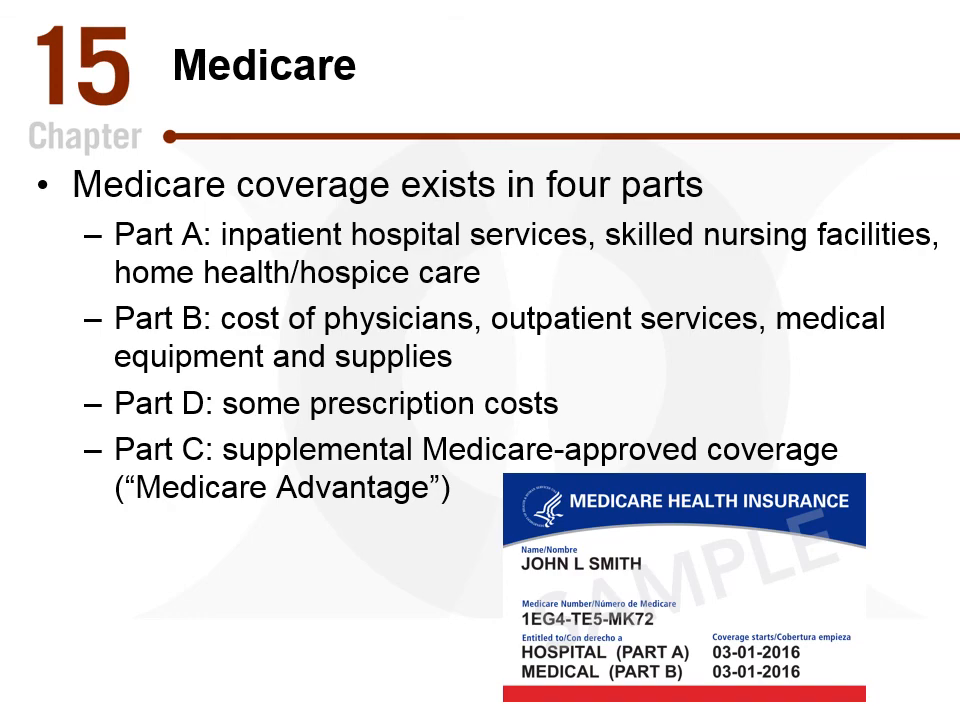 15
Chapter
Medicare
• Medicare coverage exists in four parts
– Part A: inpatient hospital services, skilled nursing facilities,
home health/hospice care
– Part B: cost of physicians, outpatient services, medical
equipment and supplies
– Part D: some prescription costs
– Part C: supplemental Medicare-approved coverage
(“Medicare Advantage”)
MEDICARE HEALTH INSURANCE
Name/Nombre
JOHN L SMITH
SAMPLE
Medicare Number/Número de Medicare
1EG4-TE5-MK72
Entitled to/Con derecho a Coverage starts/Cobertura empieza
HOSPITAL (PART A) 03-01-2016
MEDICAL (PART B) 03-01-2016